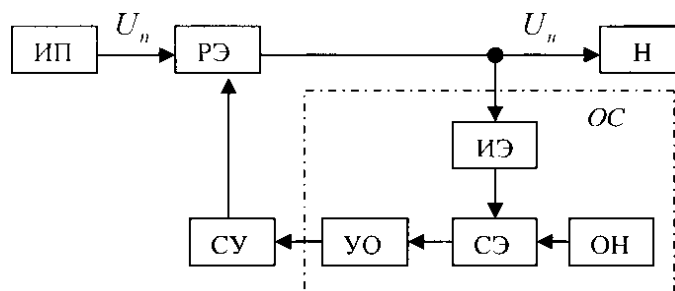 U_п
U_н
ИП
РЭ
Н
ОС
ИЭ
СУ
УО
СЭ
ОН